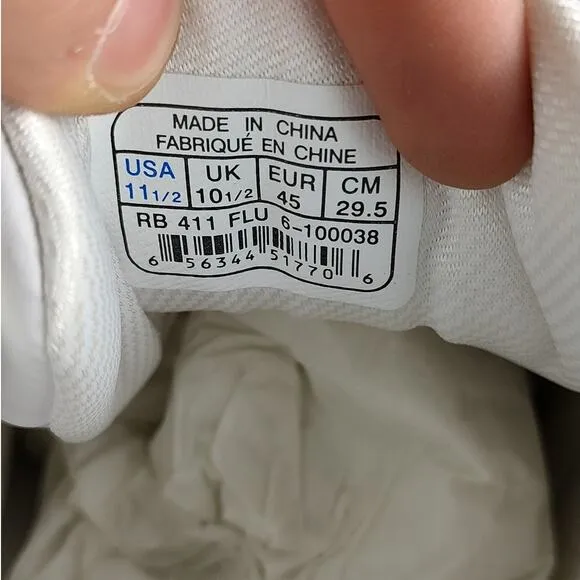 MADE IN CHINA
FABRIQUÉ EN CHINE
USA UK EUR CM
11 1/2 10 1/2 45 29.5
RB 411 FLU 6-100038
6 56344 51770 6